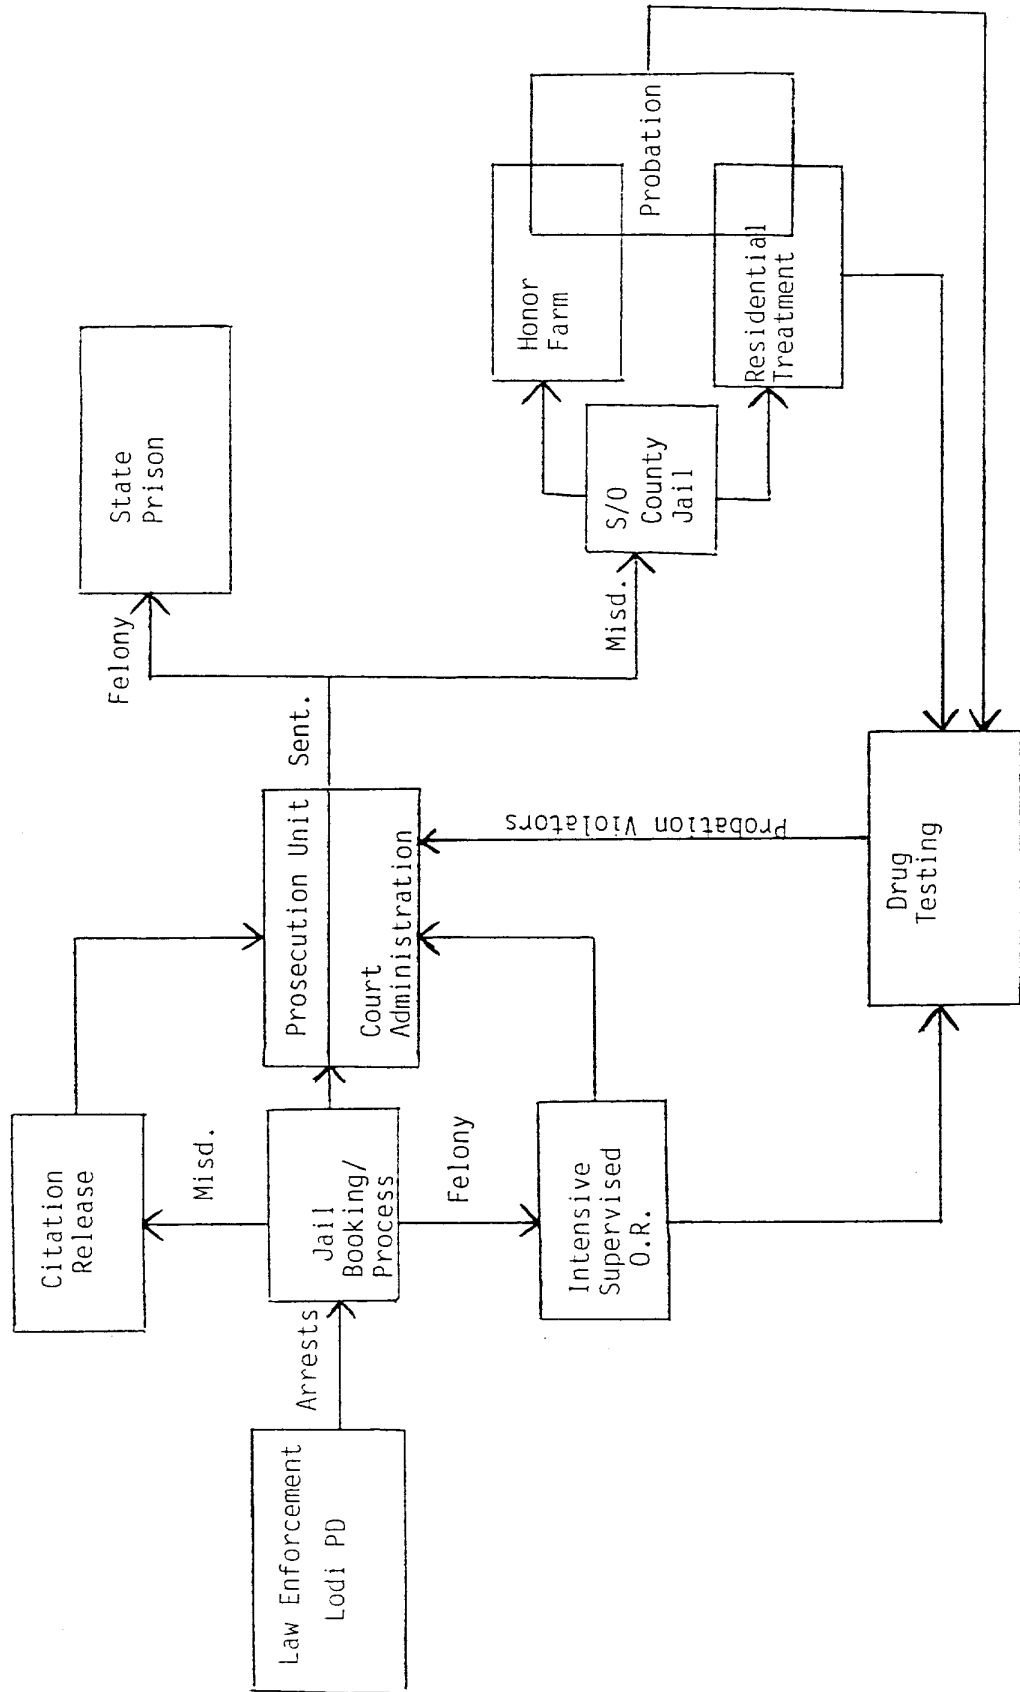 Law Enforcement
Lodi PD
Arrests
Citation
Release
Misd.
Jail
Booking/
Process
Felony
Intensive
Supervised
O.R.
Prosecution Unit
Court
Administration
Sent.
Probation Violators
Drug
Testing
Felony
State
Prison
Misd.
S/O
County
Jail
Honor
Farm
Probation
Residential
Treatment